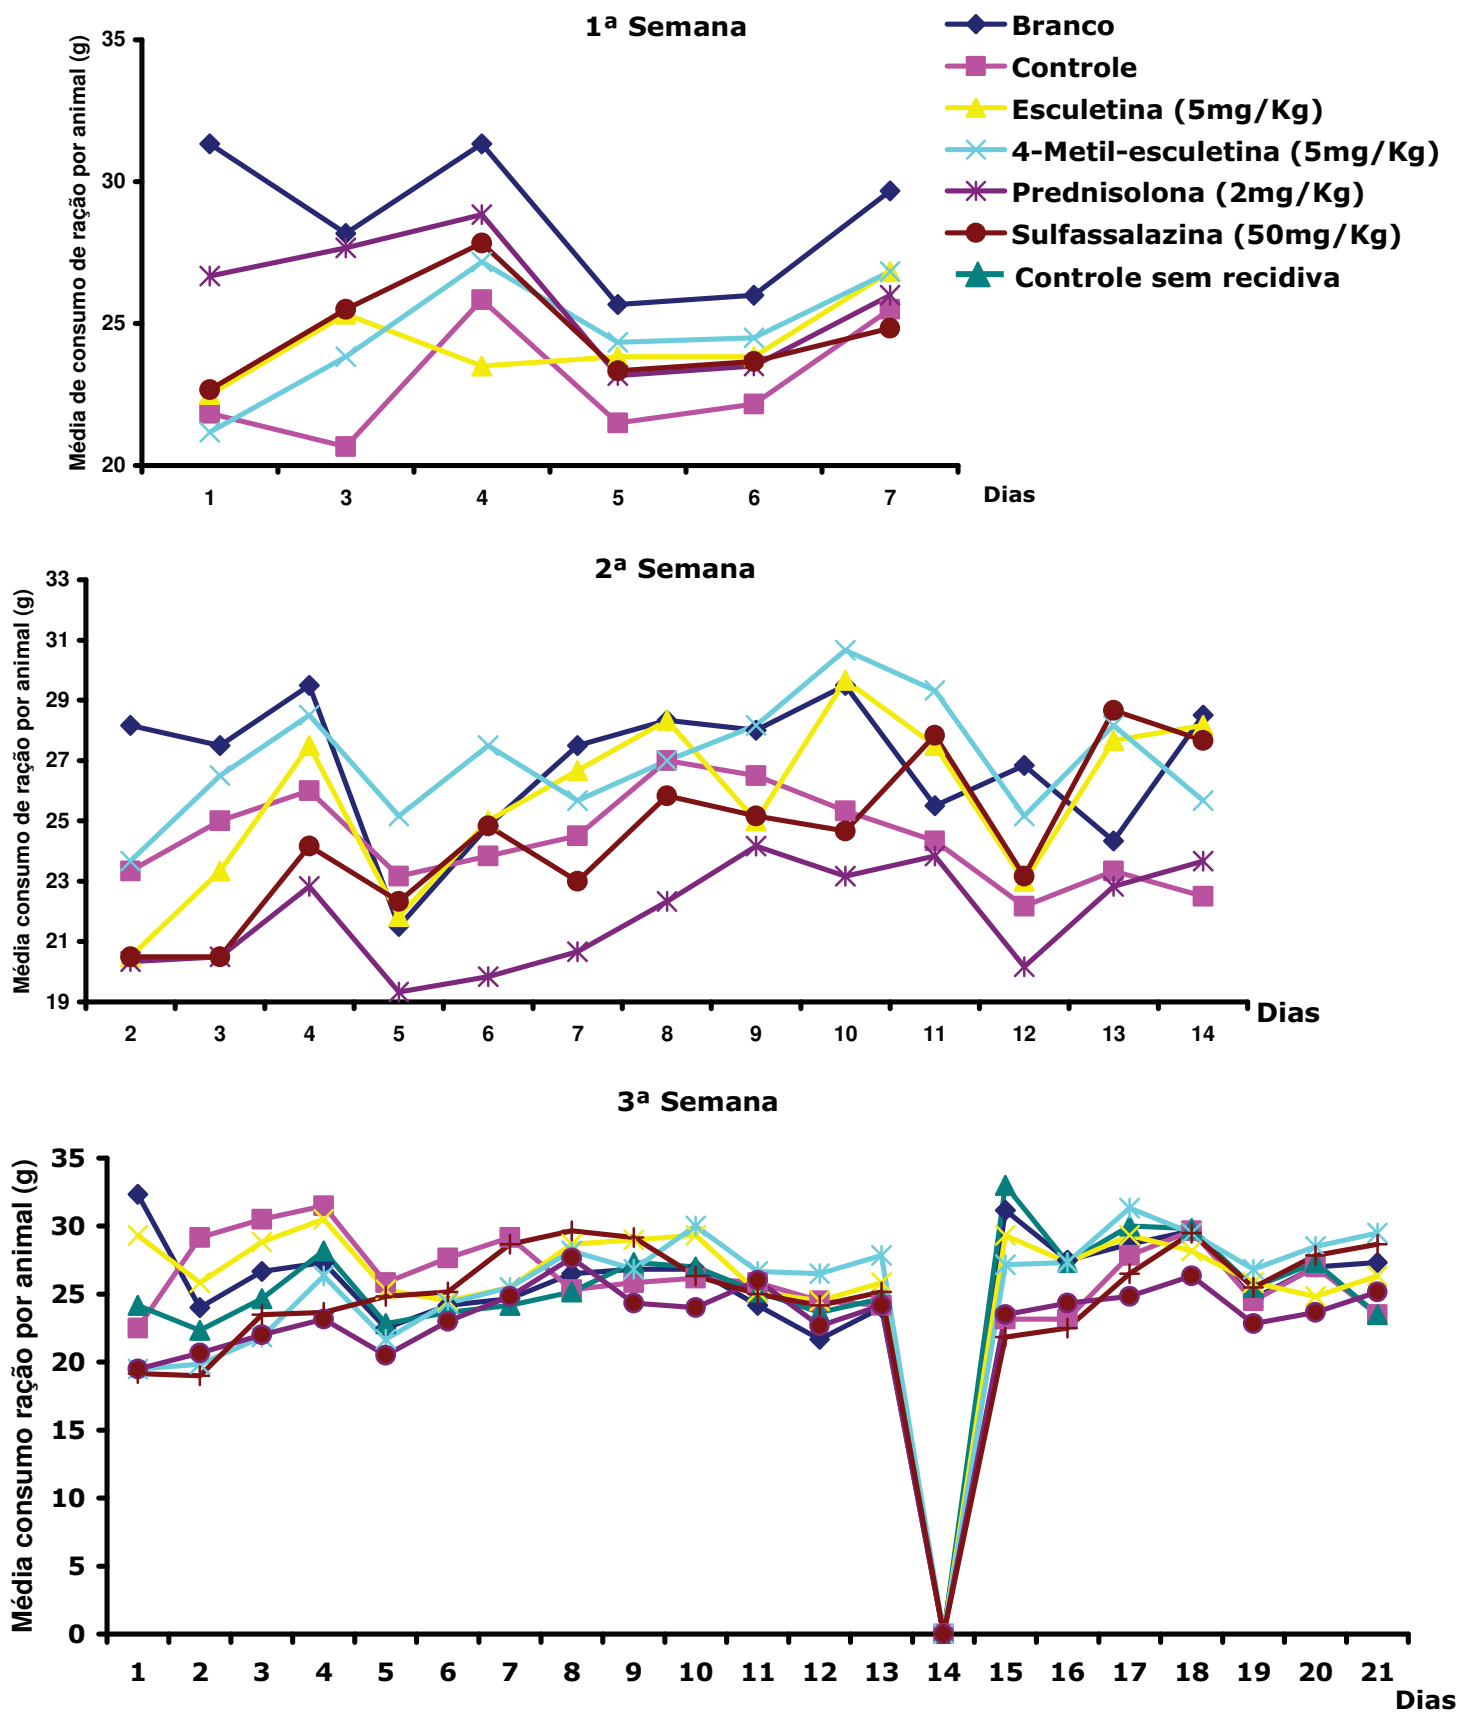 1ª Semana
Branco
Controle
Esculetina (5mg/Kg)
4-Metil-esculetina (5mg/Kg)
Prednisolona (2mg/Kg)
Sulfassalazina (50mg/Kg)
Controle sem recidiva
Média de consumo de ração por animal (g)
35
30
25
20
1 3 4 5 6 7 Dias
2ª Semana
Média consumo de ração por animal (g)
33
31
29
27
25
23
21
19
2 3 4 5 6 7 8 9 10 11 12 13 14 Dias
3ª Semana
Média consumo ração por animal (g)
35
30
25
20
15
10
5
0
1 2 3 4 5 6 7 8 9 10 11 12 13 14 15 16 17 18 19 20 21
Dias